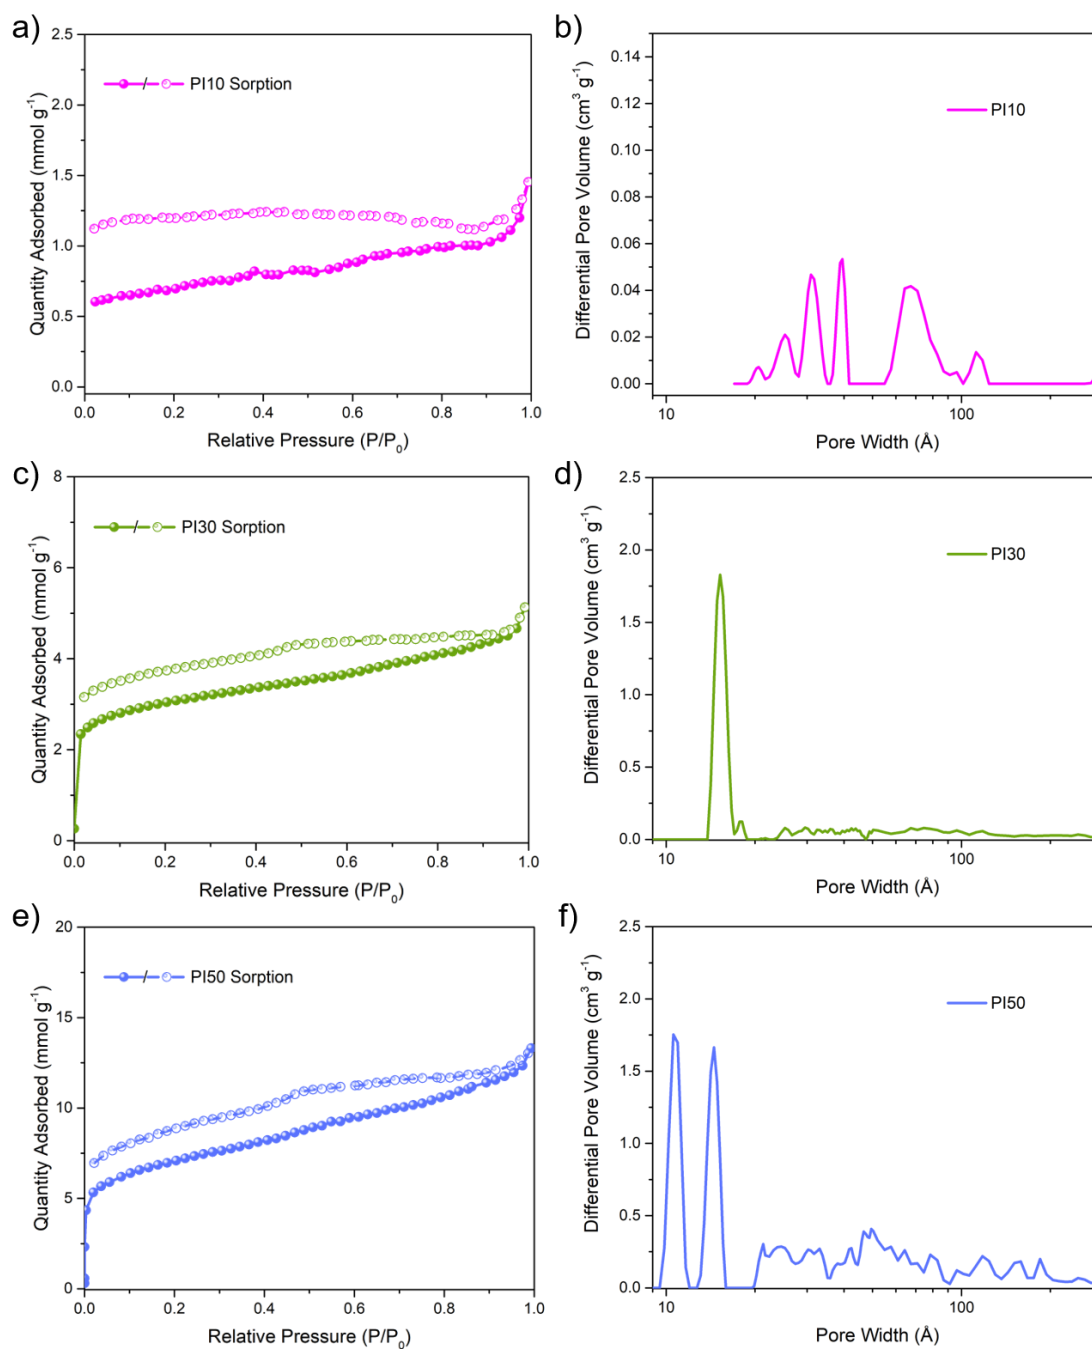 a)
2.5
2.0
1.5
1.0
0.5
0.0
Quantity Adsorbed (mmol g⁻¹)
/ PI10 Sorption
0.0 0.2 0.4 0.6 0.8 1.0
Relative Pressure (P/P₀)
b)
0.14
0.12
0.10
0.08
0.06
0.04
0.02
0.00
Differential Pore Volume (cm³ g⁻¹)
PI10
10 100
Pore Width (Å)
c)
8
6
4
2
0
Quantity Adsorbed (mmol g⁻¹)
/ PI30 Sorption
0.0 0.2 0.4 0.6 0.8 1.0
Relative Pressure (P/P₀)
d)
2.5
2.0
1.5
1.0
0.5
0.0
Differential Pore Volume (cm³ g⁻¹)
PI30
10 100
Pore Width (Å)
e)
20
15
10
5
0
Quantity Adsorbed (mmol g⁻¹)
/ PI50 Sorption
0.0 0.2 0.4 0.6 0.8 1.0
Relative Pressure (P/P₀)
f)
2.5
2.0
1.5
1.0
0.5
0.0
Differential Pore Volume (cm³ g⁻¹)
PI50
10 100
Pore Width (Å)